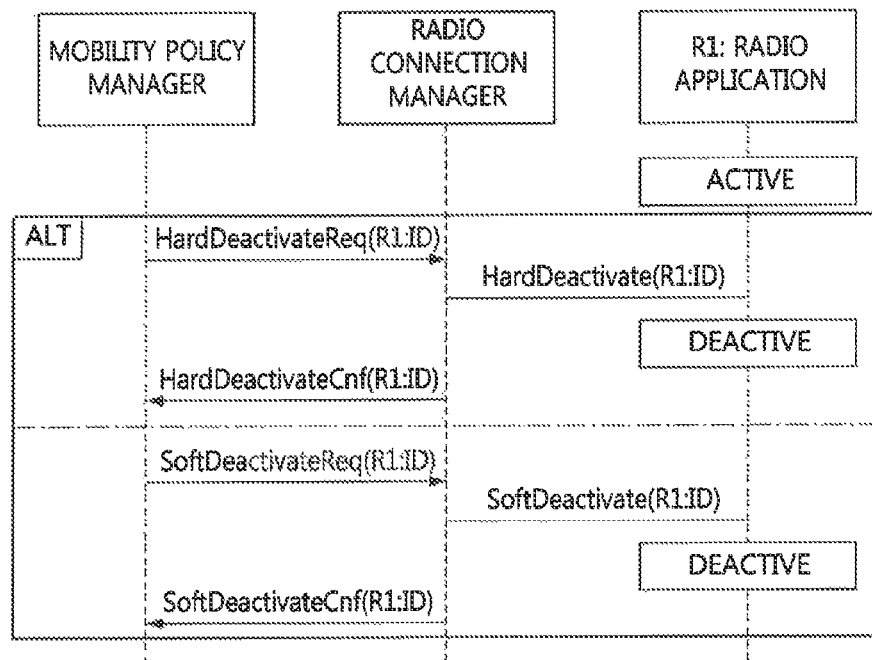 MOBILITY POLICY
MANAGER
RADIO
CONNECTION
MANAGER
R1: RADIO
APPLICATION
ACTIVE
ALT
HardDeactivateReq(R1:ID)
HardDeactivate(R1:ID)
DEACTIVE
HardDeactivateCnf(R1:ID)
SoftDeactivateReq(R1:ID)
SoftDeactivate(R1:ID)
DEACTIVE
SoftDeactivateCnf(R1:ID)